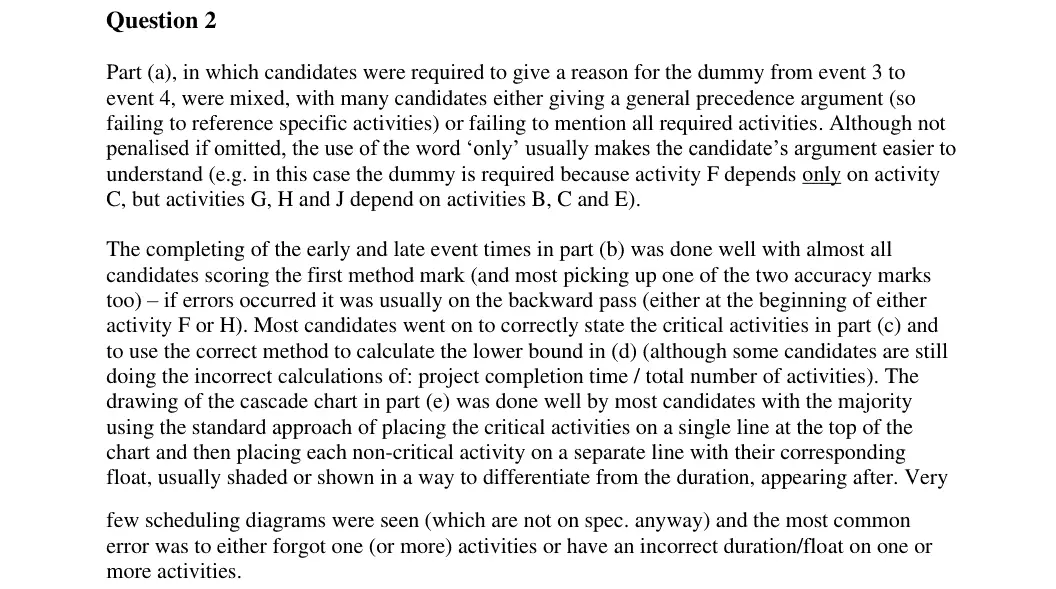 Question 2
Part (a), in which candidates were required to give a reason for the dummy from event 3 to
event 4, were mixed, with many candidates either giving a general precedence argument (so
failing to reference specific activities) or failing to mention all required activities. Although not
penalised if omitted, the use of the word ‘only’ usually makes the candidate’s argument easier to
understand (e.g. in this case the dummy is required because activity F depends only on activity
C, but activities G, H and J depend on activities B, C and E).
The completing of the early and late event times in part (b) was done well with almost all
candidates scoring the first method mark (and most picking up one of the two accuracy marks
too) – if errors occurred it was usually on the backward pass (either at the beginning of either
activity F or H). Most candidates went on to correctly state the critical activities in part (c) and
to use the correct method to calculate the lower bound in (d) (although some candidates are still
doing the incorrect calculations of: project completion time / total number of activities). The
drawing of the cascade chart in part (e) was done well by most candidates with the majority
using the standard approach of placing the critical activities on a single line at the top of the
chart and then placing each non-critical activity on a separate line with their corresponding
float, usually shaded or shown in a way to differentiate from the duration, appearing after. Very
few scheduling diagrams were seen (which are not on spec. anyway) and the most common
error was to either forgot one (or more) activities or have an incorrect duration/float on one or
more activities.